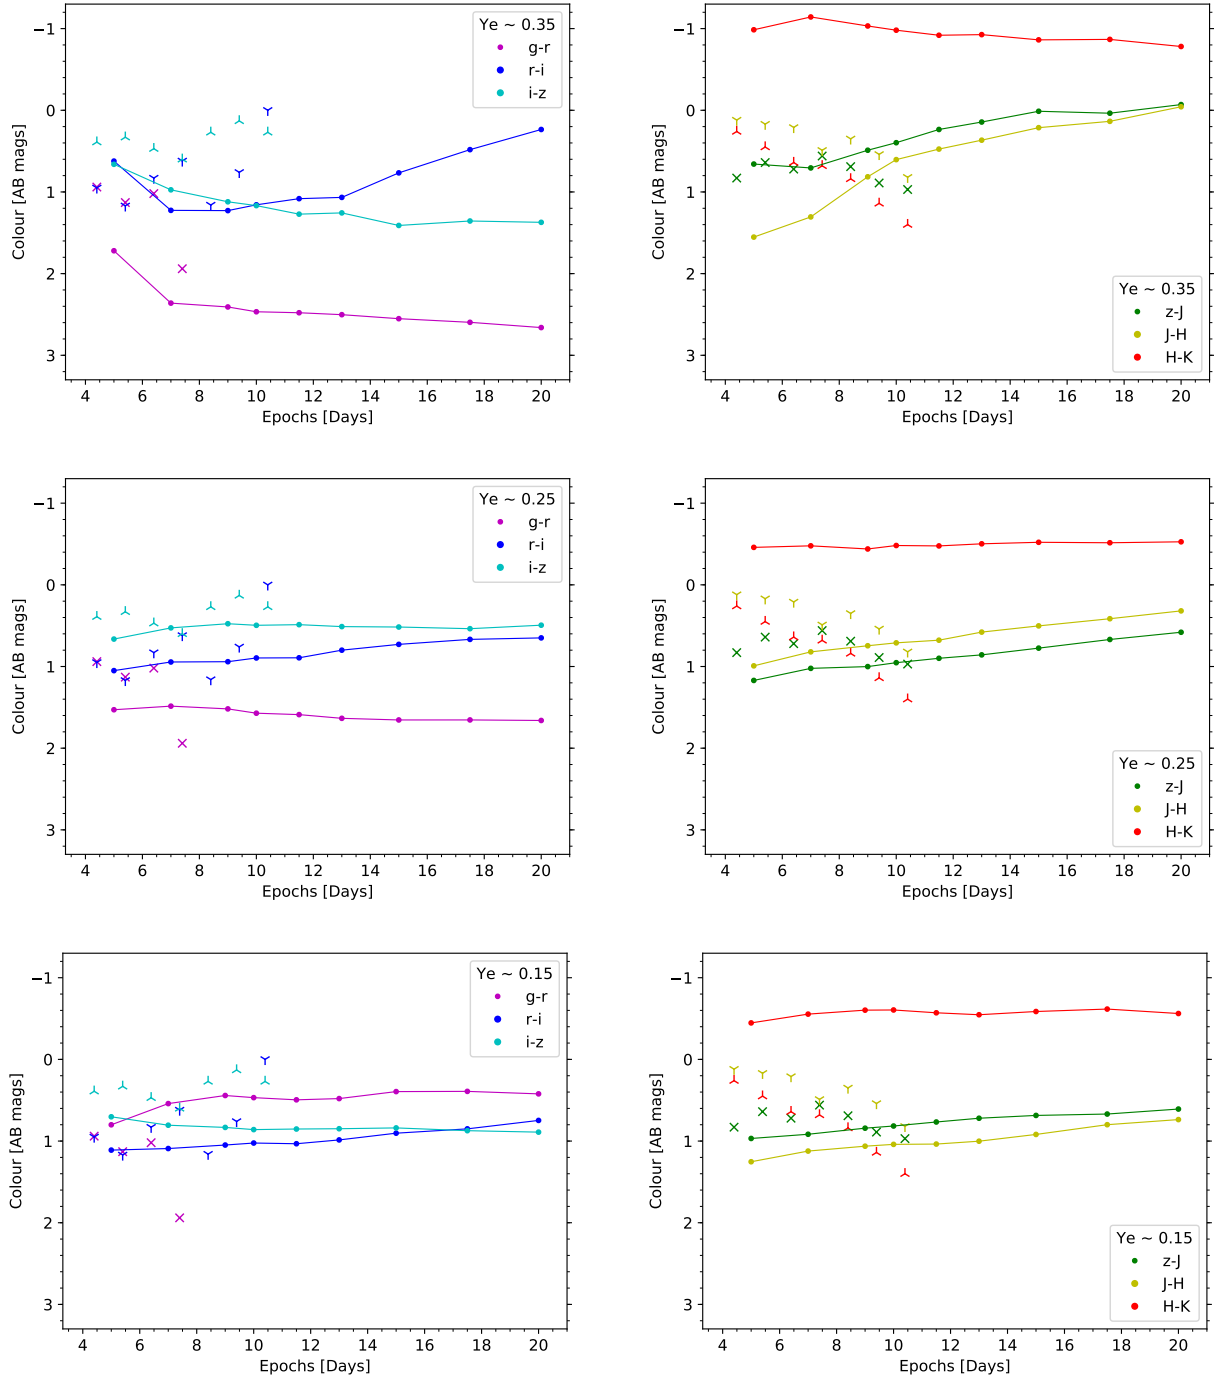 −1
0
1
2
3
4 6 8 10 12 14 16 18 20
Epochs [Days]
Colour [AB mags]
Ye ~ 0.35
g-r
r-i
i-z
−1
0
1
2
3
4 6 8 10 12 14 16 18 20
Epochs [Days]
Colour [AB mags]
Ye ~ 0.35
z-J
J-H
H-K
−1
0
1
2
3
4 6 8 10 12 14 16 18 20
Epochs [Days]
Colour [AB mags]
Ye ~ 0.25
g-r
r-i
i-z
−1
0
1
2
3
4 6 8 10 12 14 16 18 20
Epochs [Days]
Colour [AB mags]
Ye ~ 0.25
z-J
J-H
H-K
−1
0
1
2
3
4 6 8 10 12 14 16 18 20
Epochs [Days]
Colour [AB mags]
Ye ~ 0.15
g-r
r-i
i-z
−1
0
1
2
3
4 6 8 10 12 14 16 18 20
Epochs [Days]
Colour [AB mags]
Ye ~ 0.15
z-J
J-H
H-K